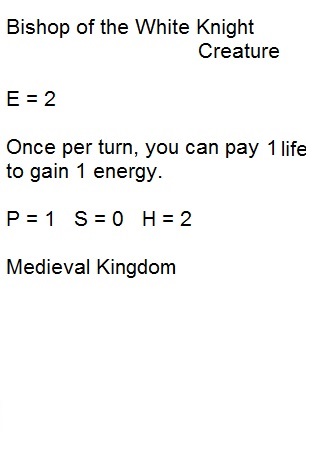 Bishop of the White Knight
Creature
E = 2
Once per turn, you can pay 1 life
to gain 1 energy.
P = 1 S = 0 H = 2
Medieval Kingdom